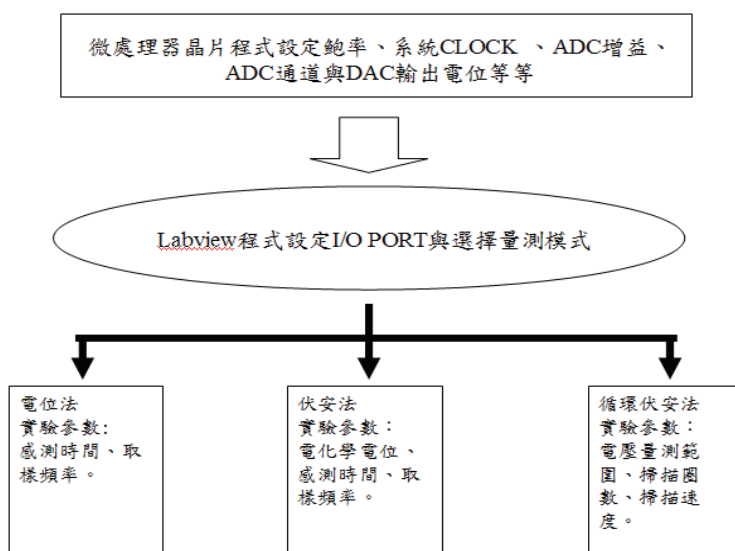 微處理器晶片程式設定鮑率、系統CLOCK 、ADC增益、
ADC通道與DAC輸出電位等等
Labview程式設定I/O PORT與選擇量測模式
電位法
實驗參數:
感測時間、取
樣頻率。
伏安法
實驗參數：
電化學電位、
感測時間、取
樣頻率。
循環伏安法
實驗參數：
電壓量測範
圍、掃描圈
數、掃描速
度。